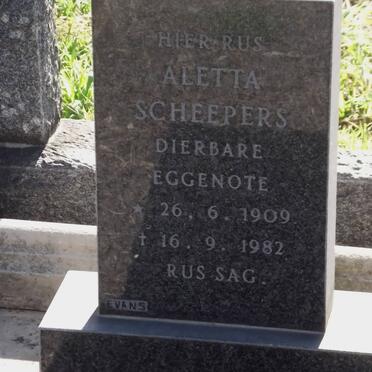 HIER RUS
ALETTA
SCHEEPERS
DIERBARE
EGGENOTE
* 26. 6. 1909
† 16. 9. 1982
RUS SAG.
EVANS